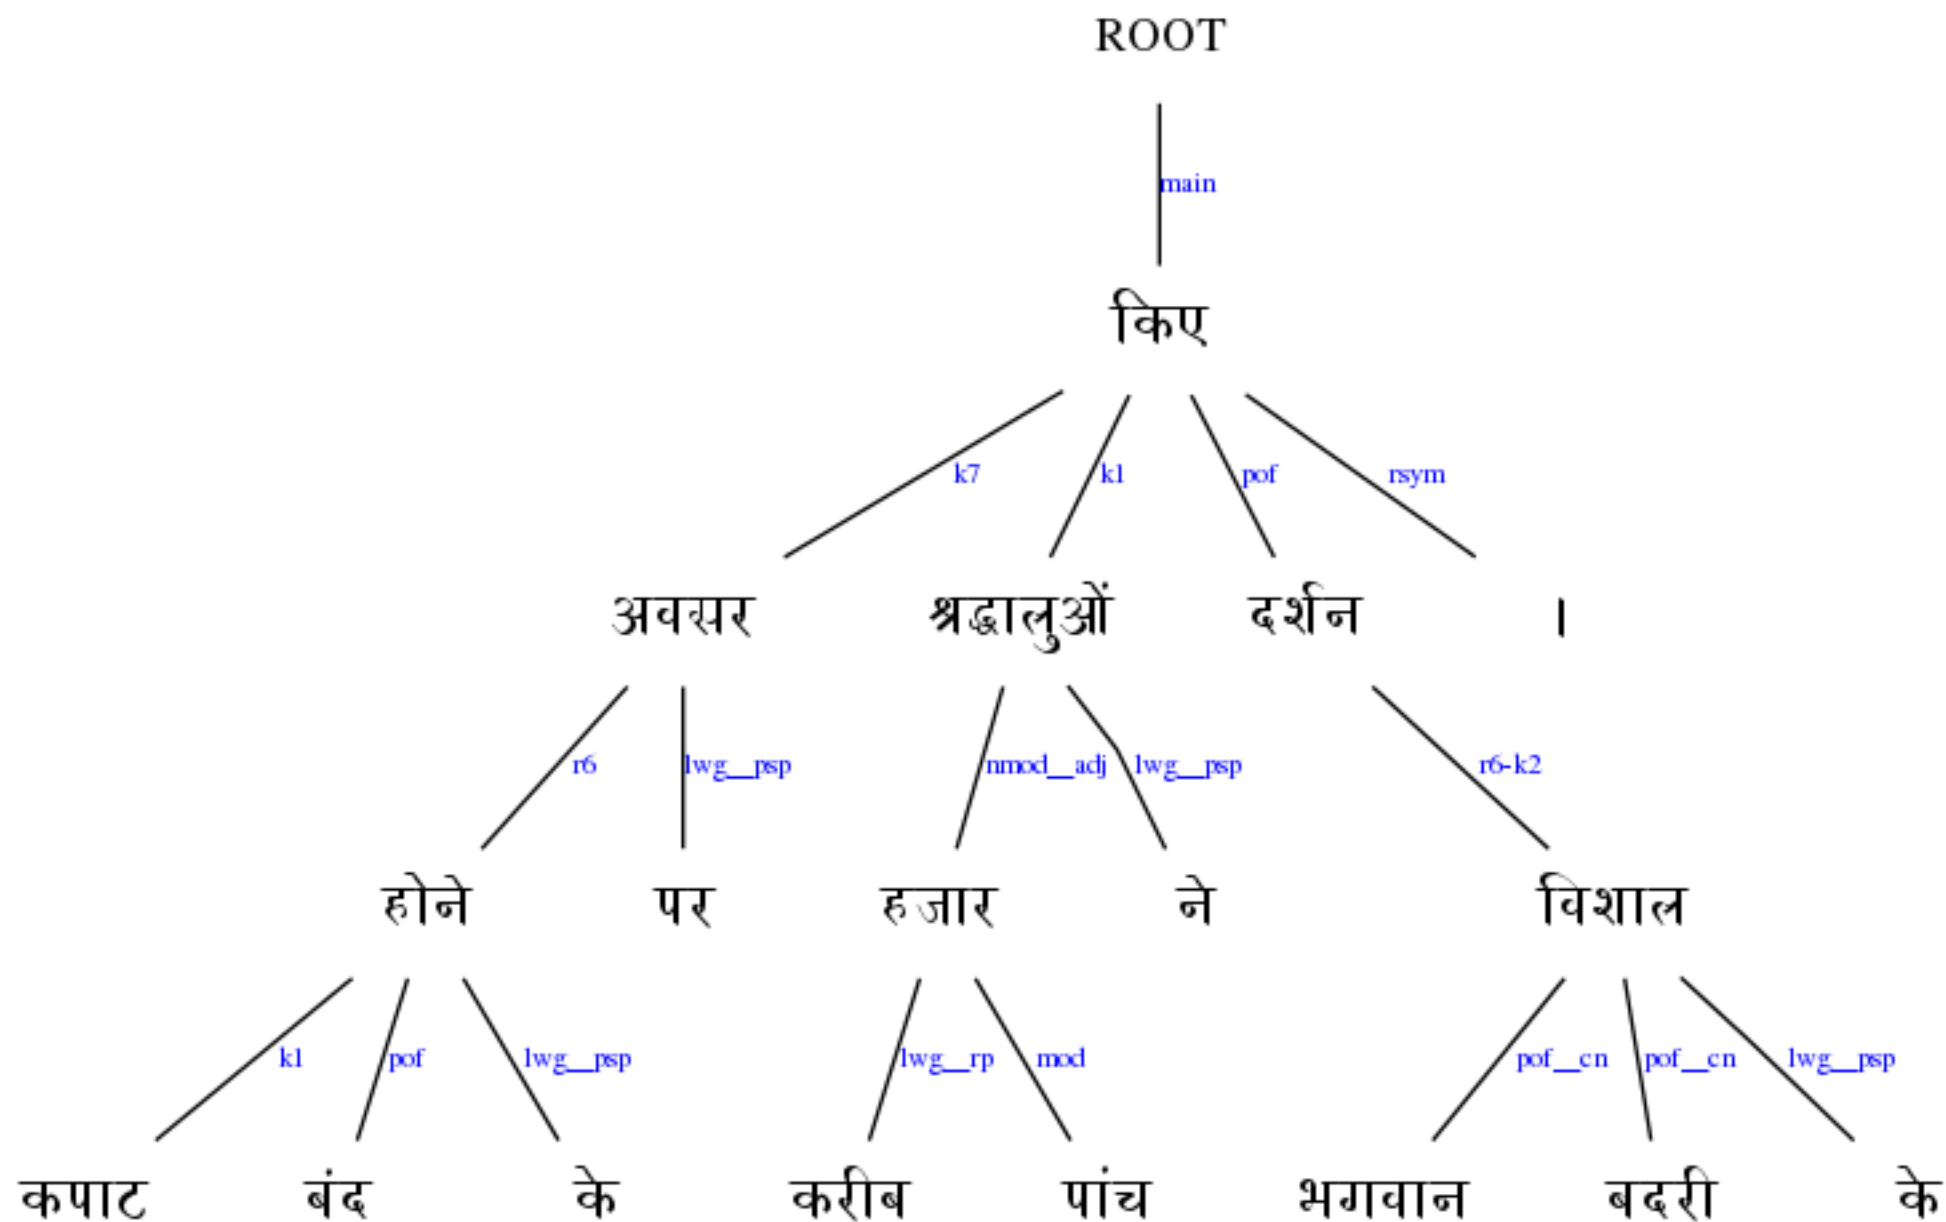 ROOT
main
किए
k7 k1 pof rsym
अवसर श्रद्धालुओं दर्शन ।
r6 lwg__psp nmod__adj lwg__psp r6-k2
होने पर हजार ने विशाल
k1 pof lwg__psp lwg__rp mod pof__cn pof__cn lwg__psp
कपाट बंद के करीब पांच भगवान बदरी के